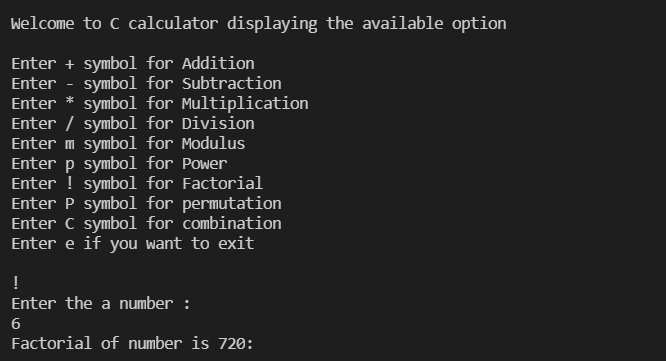 Welcome to C calculator displaying the available option
Enter + symbol for Addition
Enter - symbol for Subtraction
Enter * symbol for Multiplication
Enter / symbol for Division
Enter m symbol for Modulus
Enter p symbol for Power
Enter ! symbol for Factorial
Enter P symbol for permutation
Enter C symbol for combination
Enter e if you want to exit
!
Enter the a number :
6
Factorial of number is 720: